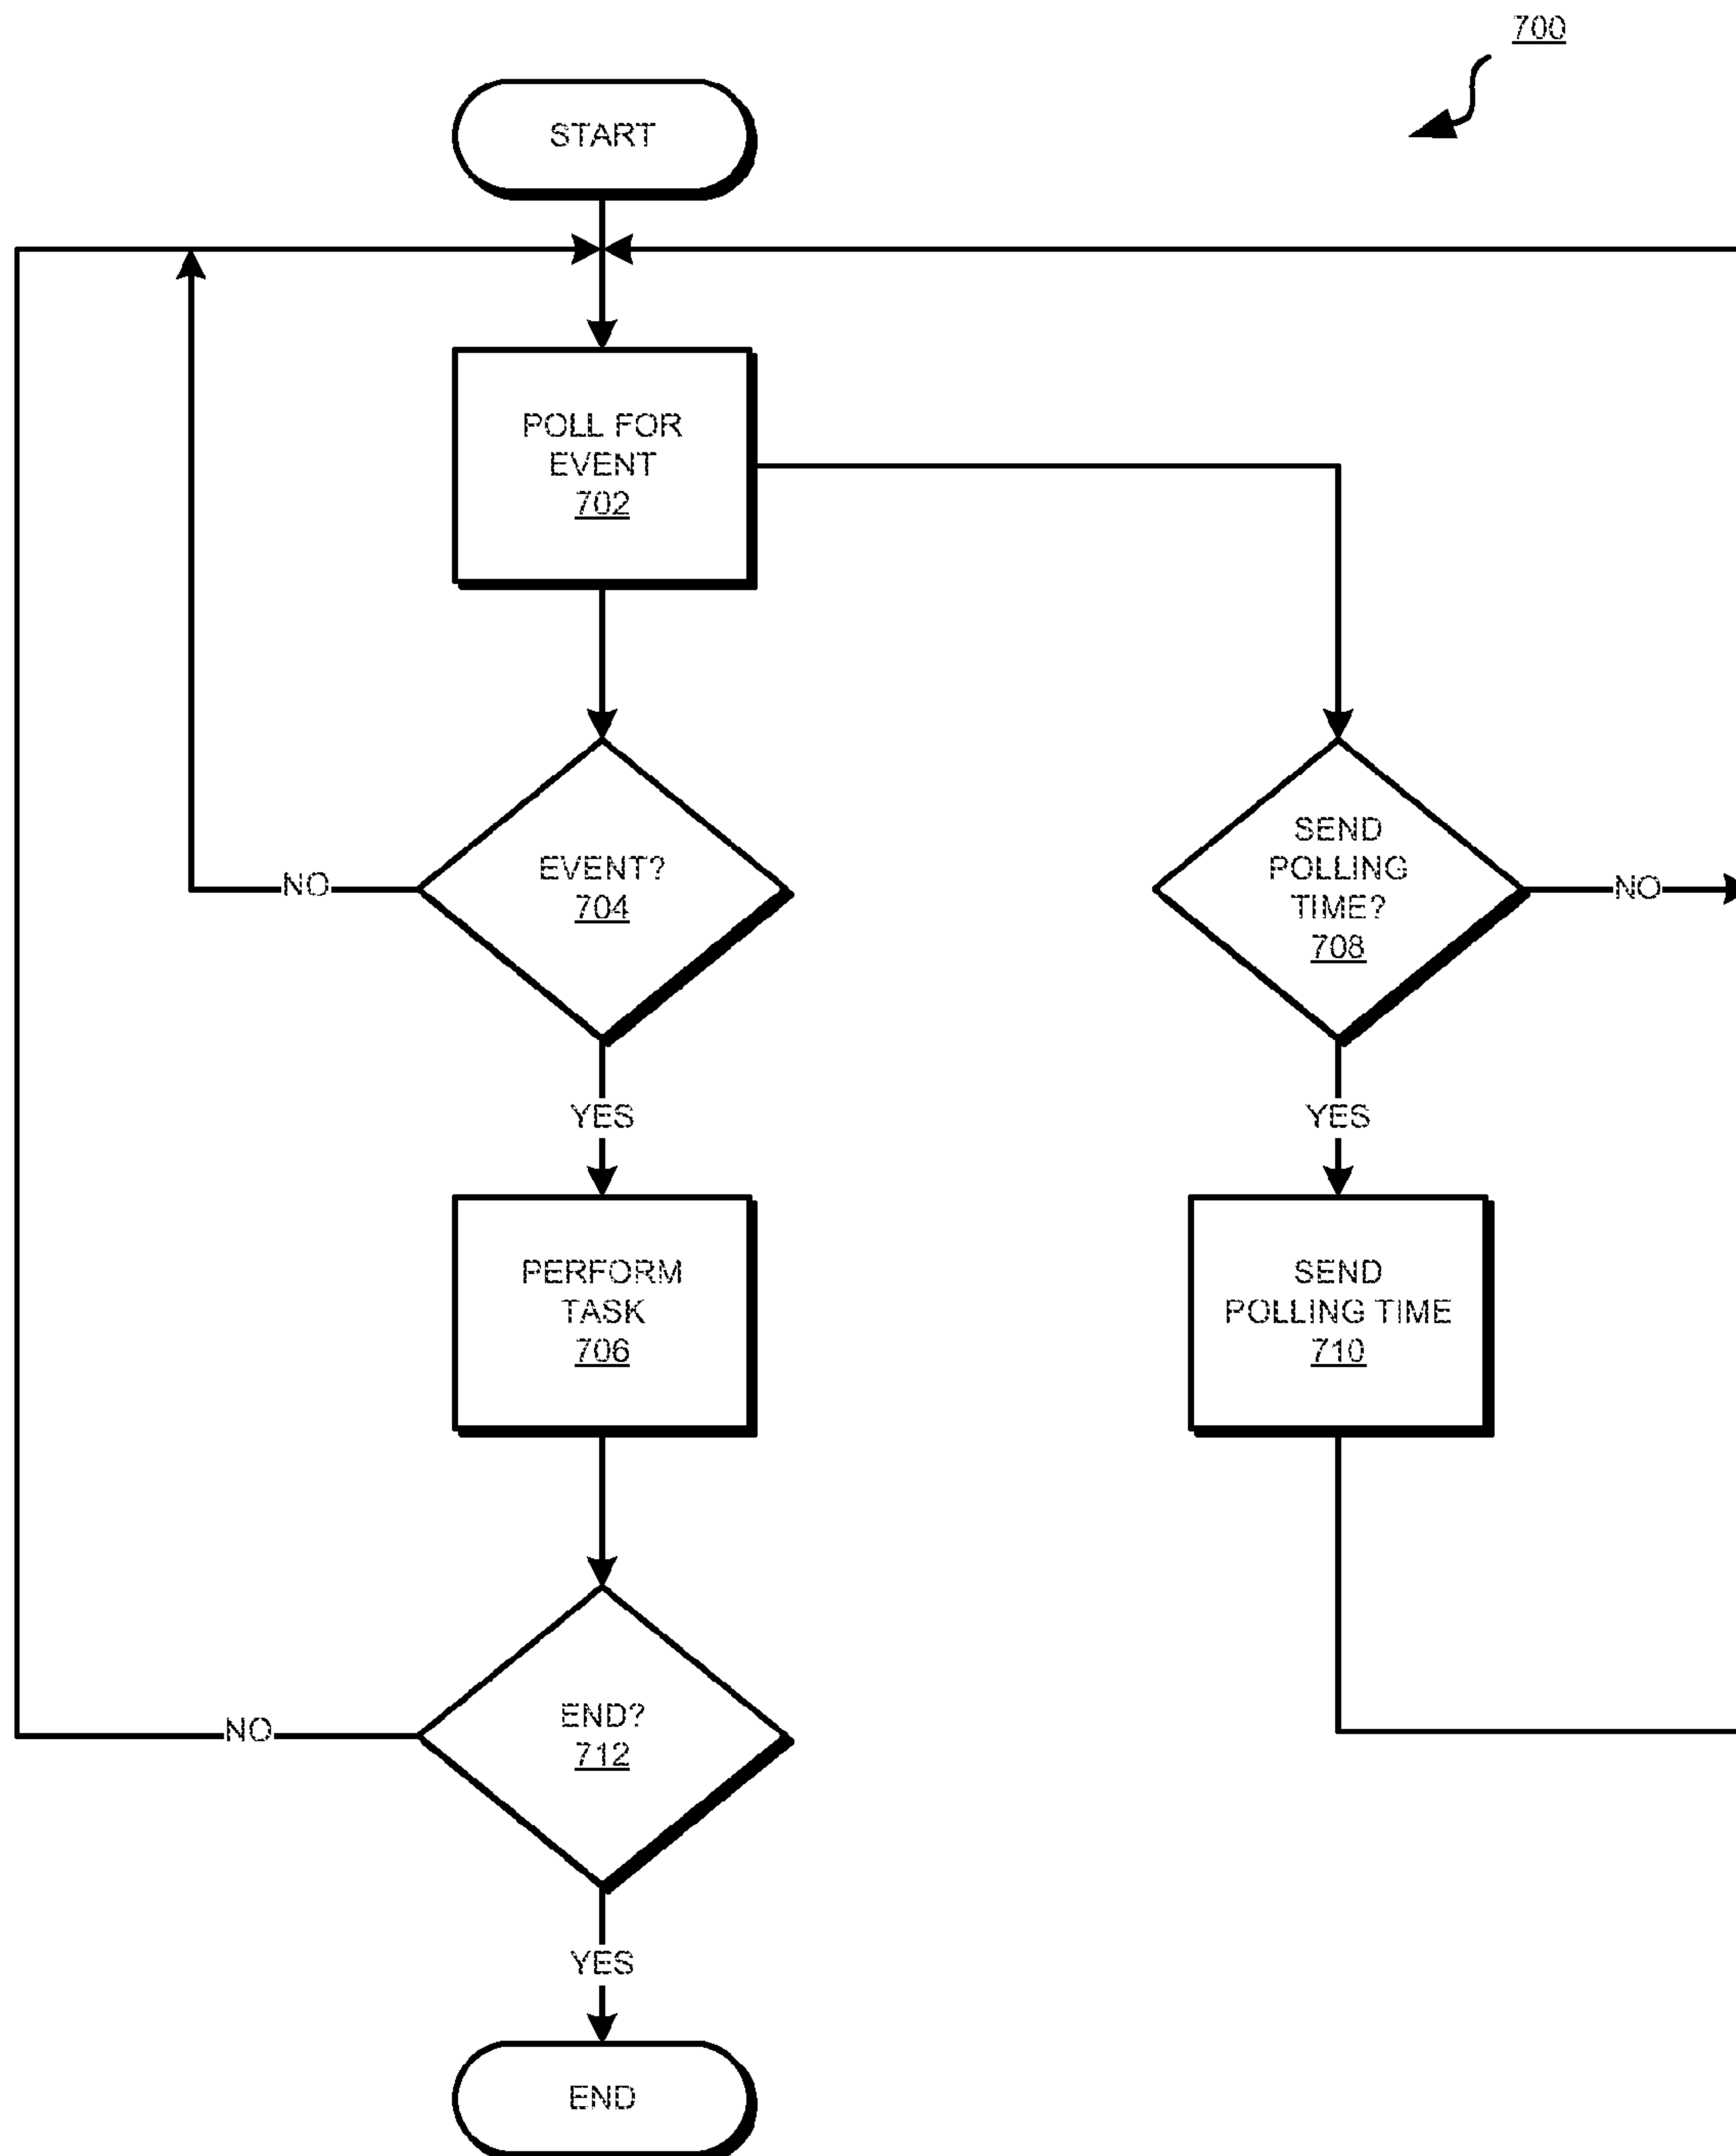 700
START
POLL FOR
EVENT
702
EVENT?
704
NO
SEND
POLLING
TIME?
708
NO
YES
YES
PERFORM
TASK
706
SEND
POLLING TIME
710
END?
712
NO
YES
END